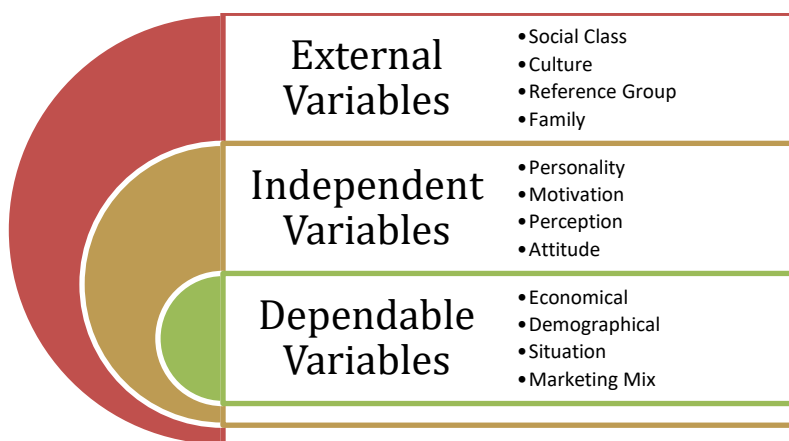 External
Variables
•Social Class
•Culture
•Reference Group
•Family
Independent
Variables
•Personality
•Motivation
•Perception
•Attitude
Dependable
Variables
•Economical
•Demographical
•Situation
•Marketing Mix